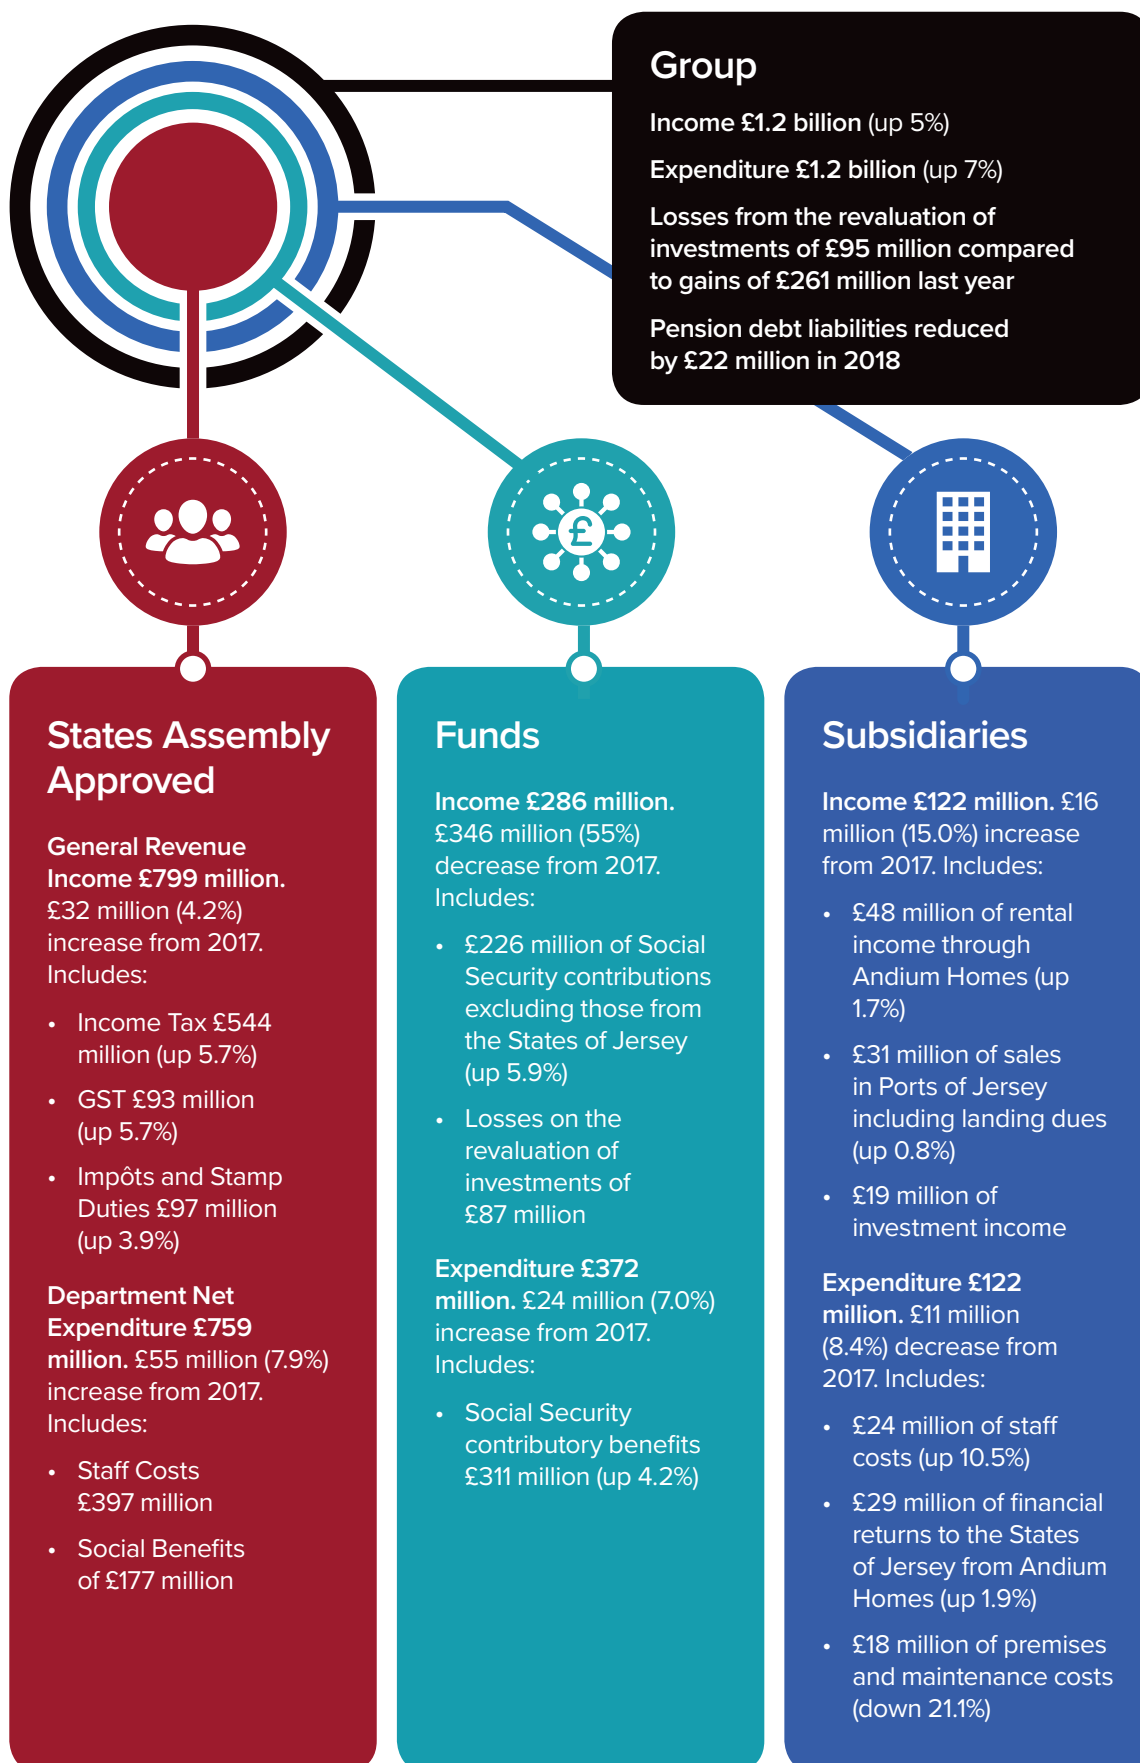 Group
Income £1.2 billion (up 5%)
Expenditure £1.2 billion (up 7%)
Losses from the revaluation of
investments of £95 million compared
to gains of £261 million last year
Pension debt liabilities reduced
by £22 million in 2018
£
States Assembly
Approved
General Revenue
Income £799 million.
£32 million (4.2%)
increase from 2017.
Includes:
• Income Tax £544
million (up 5.7%)
• GST £93 million
(up 5.7%)
• Impôts and Stamp
Duties £97 million
(up 3.9%)
Department Net
Expenditure £759
million. £55 million (7.9%)
increase from 2017.
Includes:
• Staff Costs
£397 million
• Social Benefits
of £177 million
Funds
Income £286 million.
£346 million (55%)
decrease from 2017.
Includes:
• £226 million of Social
Security contributions
excluding those from
the States of Jersey
(up 5.9%)
• Losses on the
revaluation of
investments of
£87 million
Expenditure £372
million. £24 million (7.0%)
increase from 2017.
Includes:
• Social Security
contributory benefits
£311 million (up 4.2%)
Subsidiaries
Income £122 million. £16
million (15.0%) increase
from 2017. Includes:
• £48 million of rental
income through
Andium Homes (up
1.7%)
• £31 million of sales
in Ports of Jersey
including landing dues
(up 0.8%)
• £19 million of
investment income
Expenditure £122
million. £11 million
(8.4%) decrease from
2017. Includes:
• £24 million of staff
costs (up 10.5%)
• £29 million of financial
returns to the States
of Jersey from Andium
Homes (up 1.9%)
• £18 million of premises
and maintenance costs
(down 21.1%)